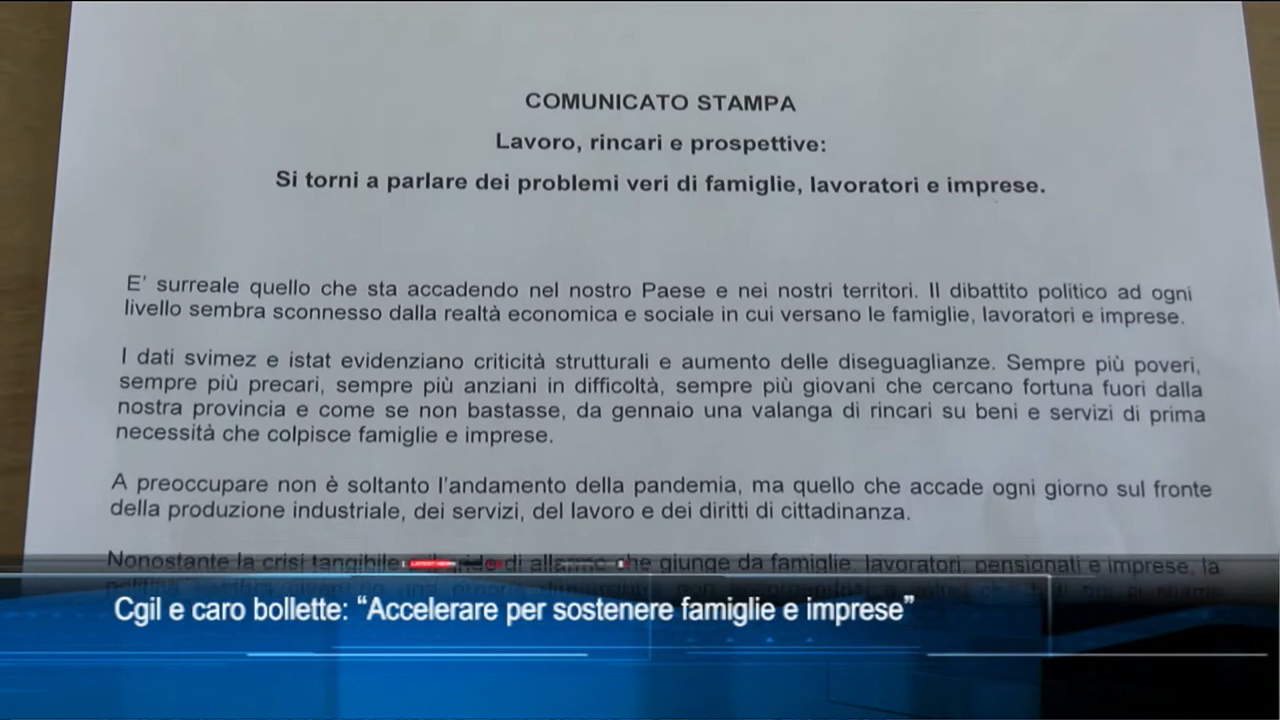 COMUNICATO STAMPA
Lavoro, rincari e prospettive:
Si torni a parlare dei problemi veri di famiglie, lavoratori e imprese.
E' surreale quello che sta accadendo nel nostro Paese e nei nostri territori. Il dibattito politico ad ogni
livello sembra sconnesso dalla realtà economica e sociale in cui versano le famiglie, lavoratori e imprese.
I dati svimez e istat evidenziano criticità strutturali e aumento delle diseguaglianze. Sempre più poveri,
sempre più precari, sempre più anziani in difficoltà, sempre più giovani che cercano fortuna fuori dalla
nostra provincia e come se non bastasse, da gennaio una valanga di rincari su beni e servizi di prima
necessità che colpisce famiglie e imprese.
A preoccupare non è soltanto l'andamento della pandemia, ma quello che accade ogni giorno sul fronte
della produzione industriale, dei servizi, del lavoro e dei diritti di cittadinanza.
Nonostante la crisi tangibile di allarme che giunge da famiglie, lavoratori, pensionati e imprese, la
LATEST NEWS
Cgil e caro bollette: “Accelerare per sostenere famiglie e imprese”